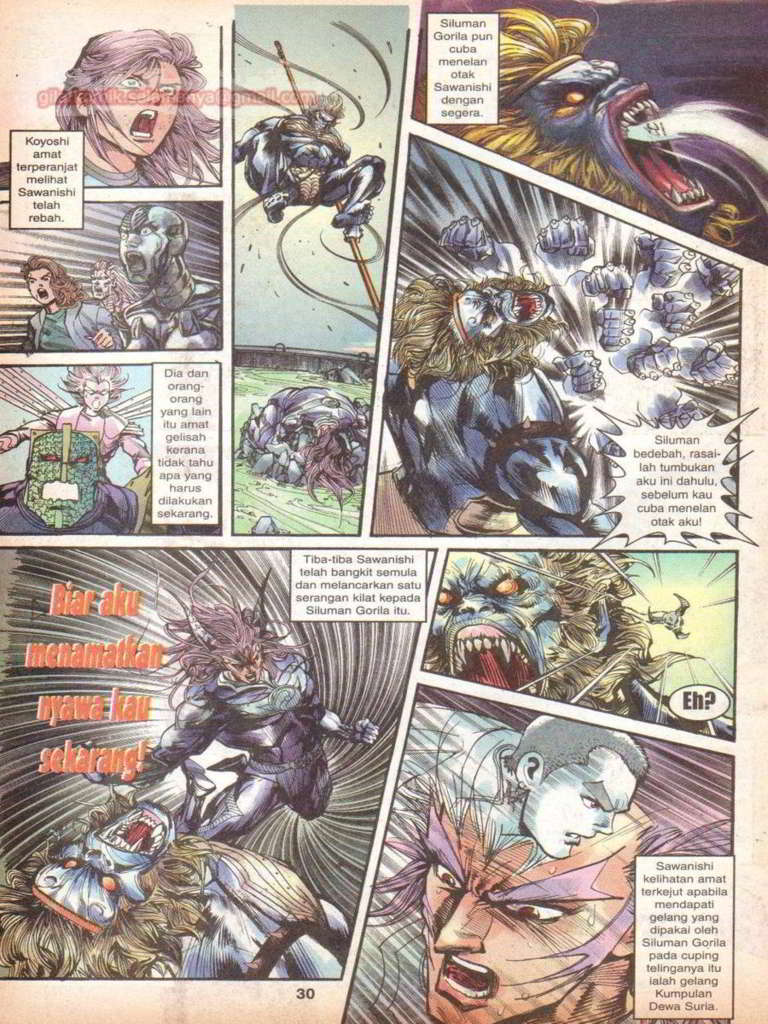 gilakomikselamanya@gmail.com
Koyoshi
amat
terperanjat
melihat
Sawanishi
telah
rebah.
Dia dan
orang-
orang
yang lain
itu amat
gelisah
kerana
tidak tahu
apa yang
harus
dilakukan
sekarang.
Siluman
Gorila pun
cuba
menelan
otak
Sawanishi
dengan
segera.
Siluman
bedebah, rasai-
lah tumbukan
aku ini dahulu,
sebelum kau
cuba menelan
otak aku!
Tiba-tiba Sawanishi
telah bangkit semula
dan melancarkan satu
serangan kilat kepada
Siluman Gorila itu.
Biar aku
menamatkan
nyawa kau
sekarang!
Eh?
Sawanishi
kelihatan amat
terkejut apabila
mendapati
gelang yang
dipakai oleh
Siluman Gorila
pada cuping
telinganya itu
ialah gelang
Kumpulan
Dewa Suria.
30